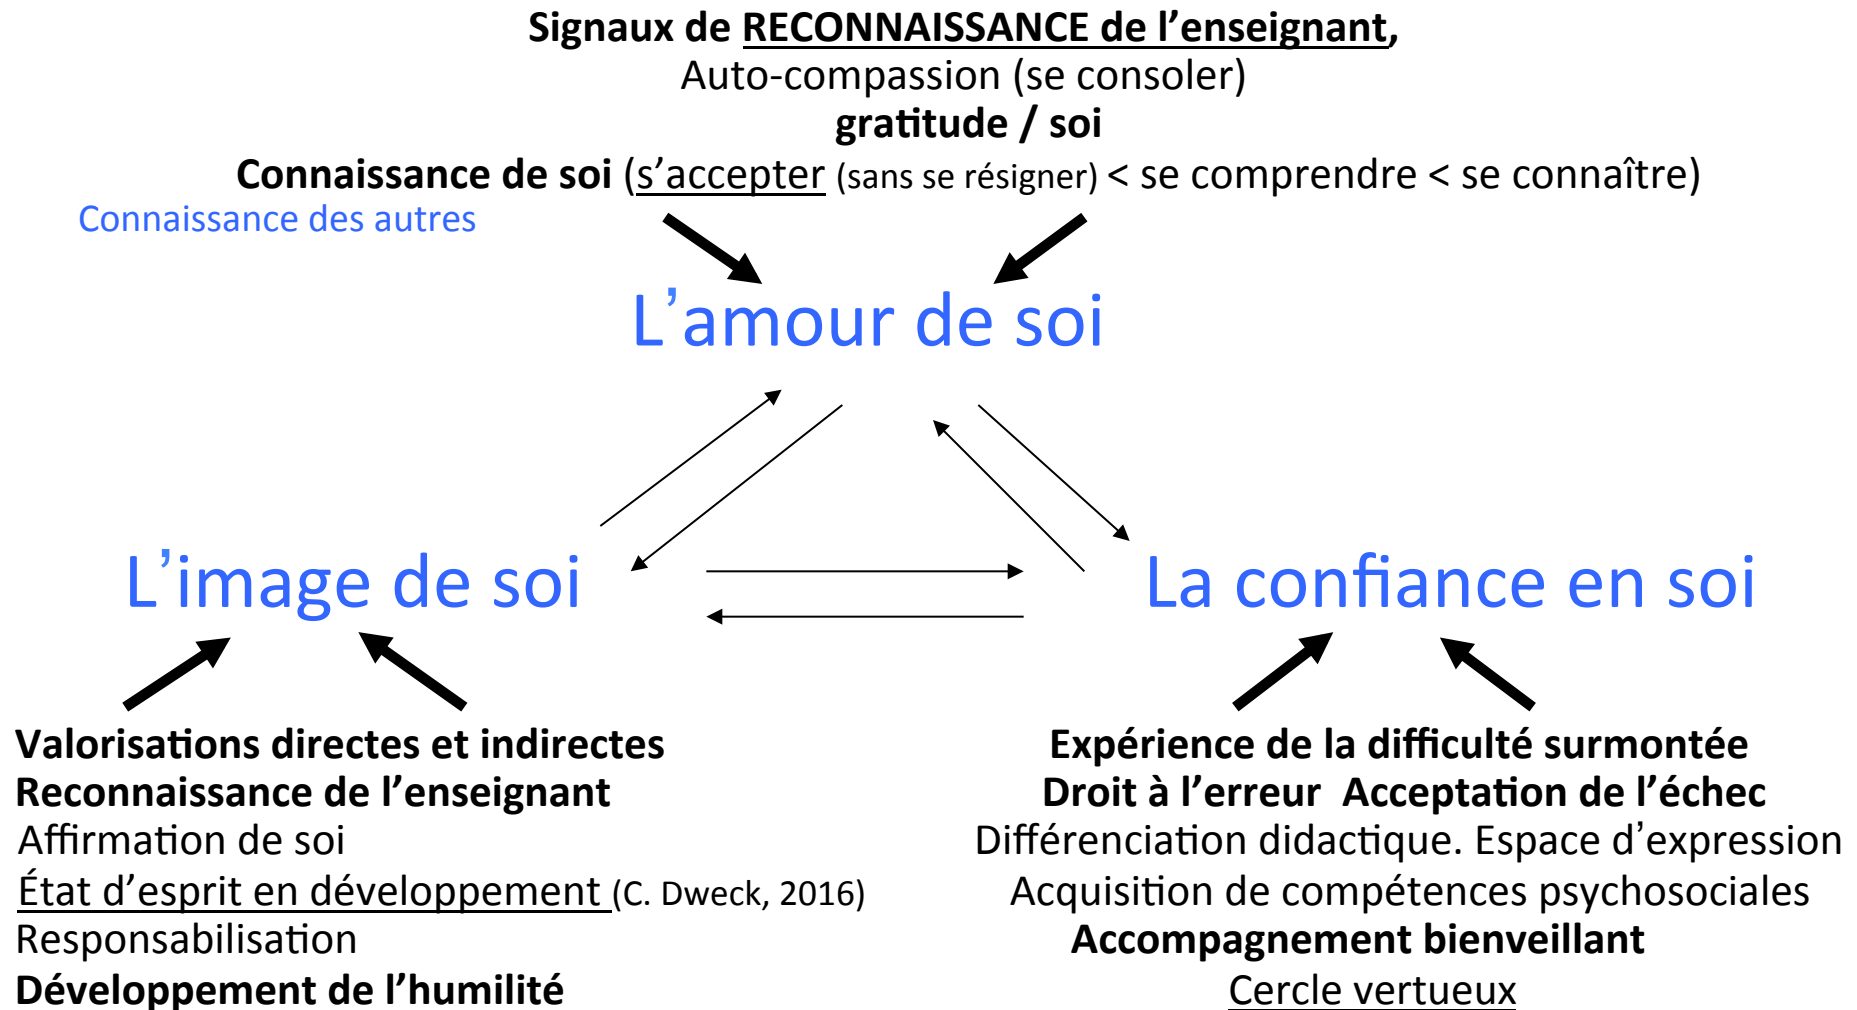 Signaux de RECONNAISSANCE de l’enseignant,
Auto-compassion (se consoler)
gratitude / soi
Connaissance de soi (s’accepter (sans se résigner) < se comprendre < se connaître)
Connaissance des autres
L’amour de soi
L’image de soi
La confiance en soi
Valorisations directes et indirectes
Reconnaissance de l’enseignant
Affirmation de soi
État d’esprit en développement (C. Dweck, 2016)
Responsabilisation
Développement de l’humilité
Expérience de la difficulté surmontée
Droit à l’erreur  Acceptation de l’échec
Différenciation didactique. Espace d’expression
Acquisition de compétences psychosociales
Accompagnement bienveillant
Cercle vertueux